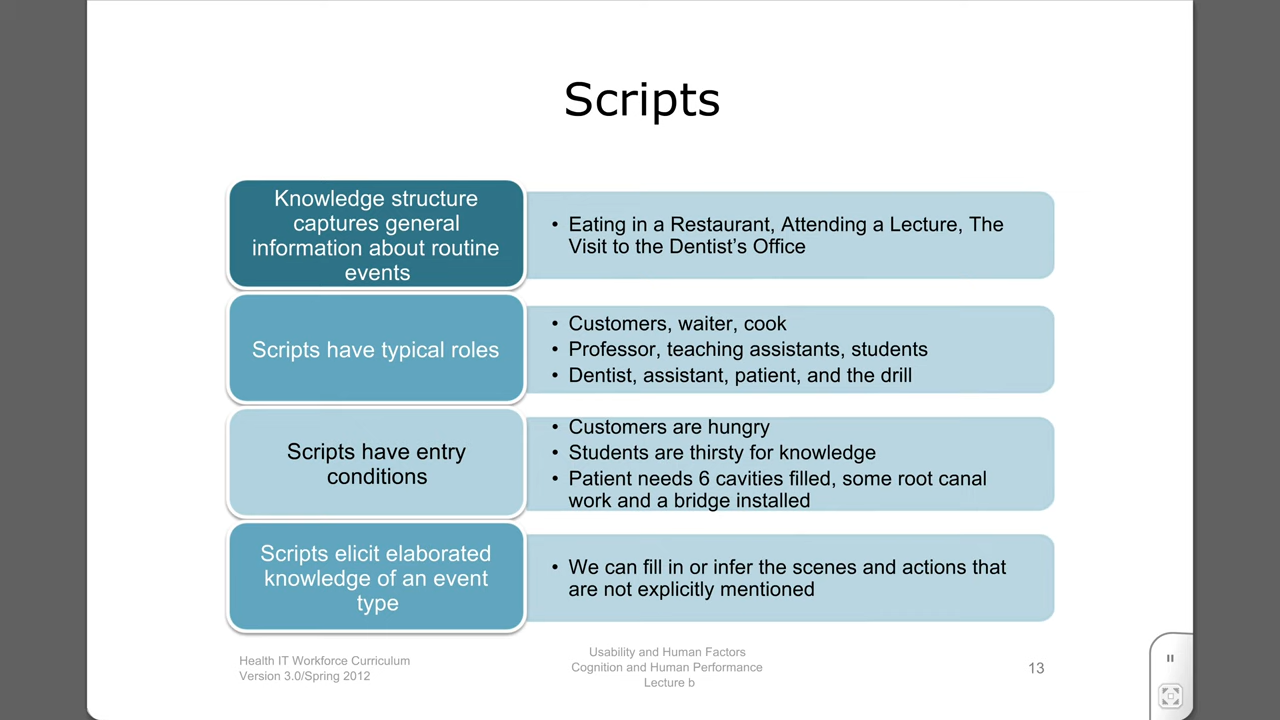 Scripts
Knowledge structure
captures general
information about routine
events
• Eating in a Restaurant, Attending a Lecture, The
Visit to the Dentist's Office
Scripts have typical roles
• Customers, waiter, cook
• Professor, teaching assistants, students
• Dentist, assistant, patient, and the drill
Scripts have entry
conditions
• Customers are hungry
• Students are thirsty for knowledge
• Patient needs 6 cavities filled, some root canal
work and a bridge installed
Scripts elicit elaborated
knowledge of an event
type
• We can fill in or infer the scenes and actions that
are not explicitly mentioned
Health IT Workforce Curriculum
Version 3.0/Spring 2012
Usability and Human Factors
Cognition and Human Performance
Lecture b
13